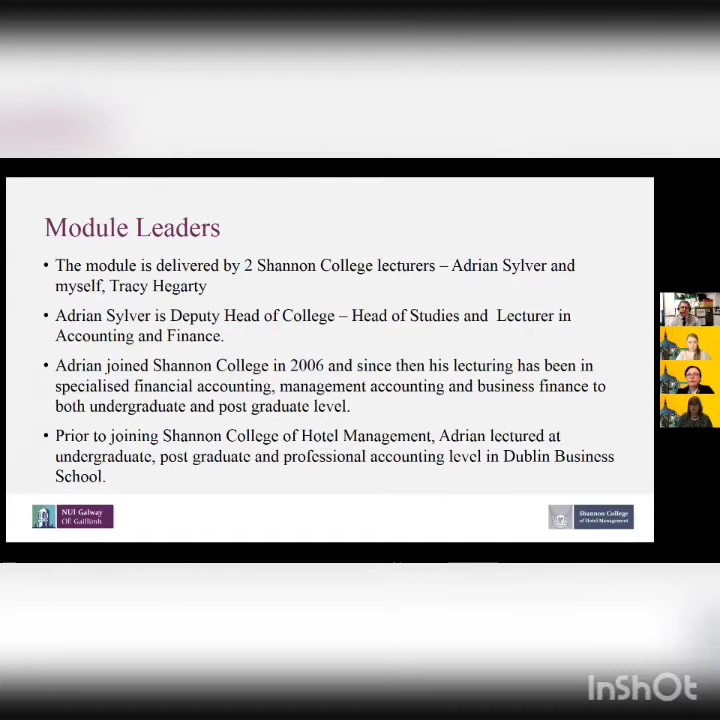 Module Leaders
• The module is delivered by 2 Shannon College lecturers – Adrian Sylver and
myself, Tracy Hegarty
• Adrian Sylver is Deputy Head of College – Head of Studies and Lecturer in
Accounting and Finance.
• Adrian joined Shannon College in 2006 and since then his lecturing has been in
specialised financial accounting, management accounting and business finance to
both undergraduate and post graduate level.
• Prior to joining Shannon College of Hotel Management, Adrian lectured at
undergraduate, post graduate and professional accounting level in Dublin Business
School.
NUI Galway
OÉ Gaillimh
Shannon College
of Hotel Management
InShOt